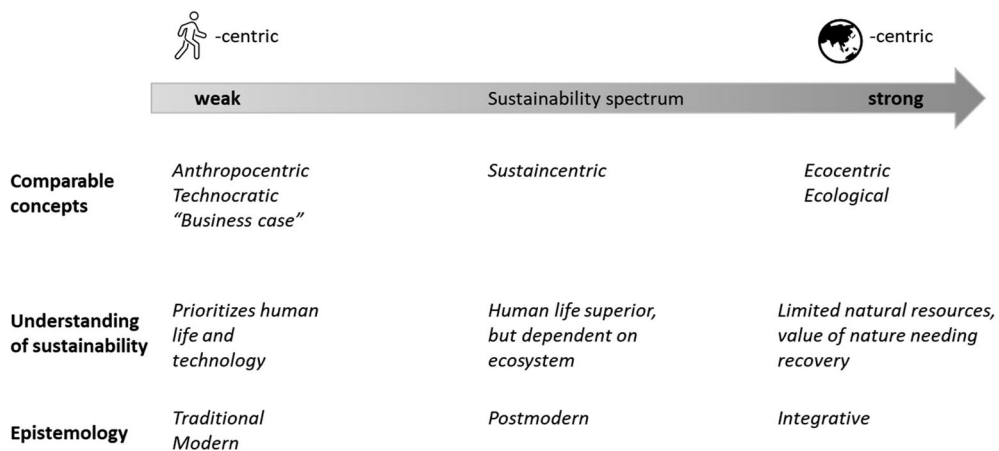 -centric
-centric
weak Sustainability spectrum strong
Comparable
concepts
Anthropocentric
Technocratic
“Business case”
Sustaincentric
Ecocentric
Ecological
Understanding
of sustainability
Prioritizes human
life and
technology
Human life superior,
but dependent on
ecosystem
Limited natural resources,
value of nature needing
recovery
Epistemology
Traditional
Modern
Postmodern
Integrative